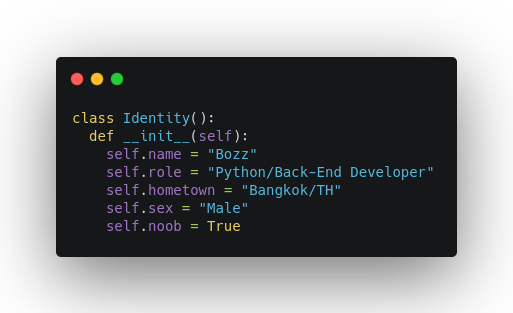 class Identity():
  def __init__(self):
    self.name = "Bozz"
    self.role = "Python/Back-End Developer"
    self.hometown = "Bangkok/TH"
    self.sex = "Male"
    self.noob = True